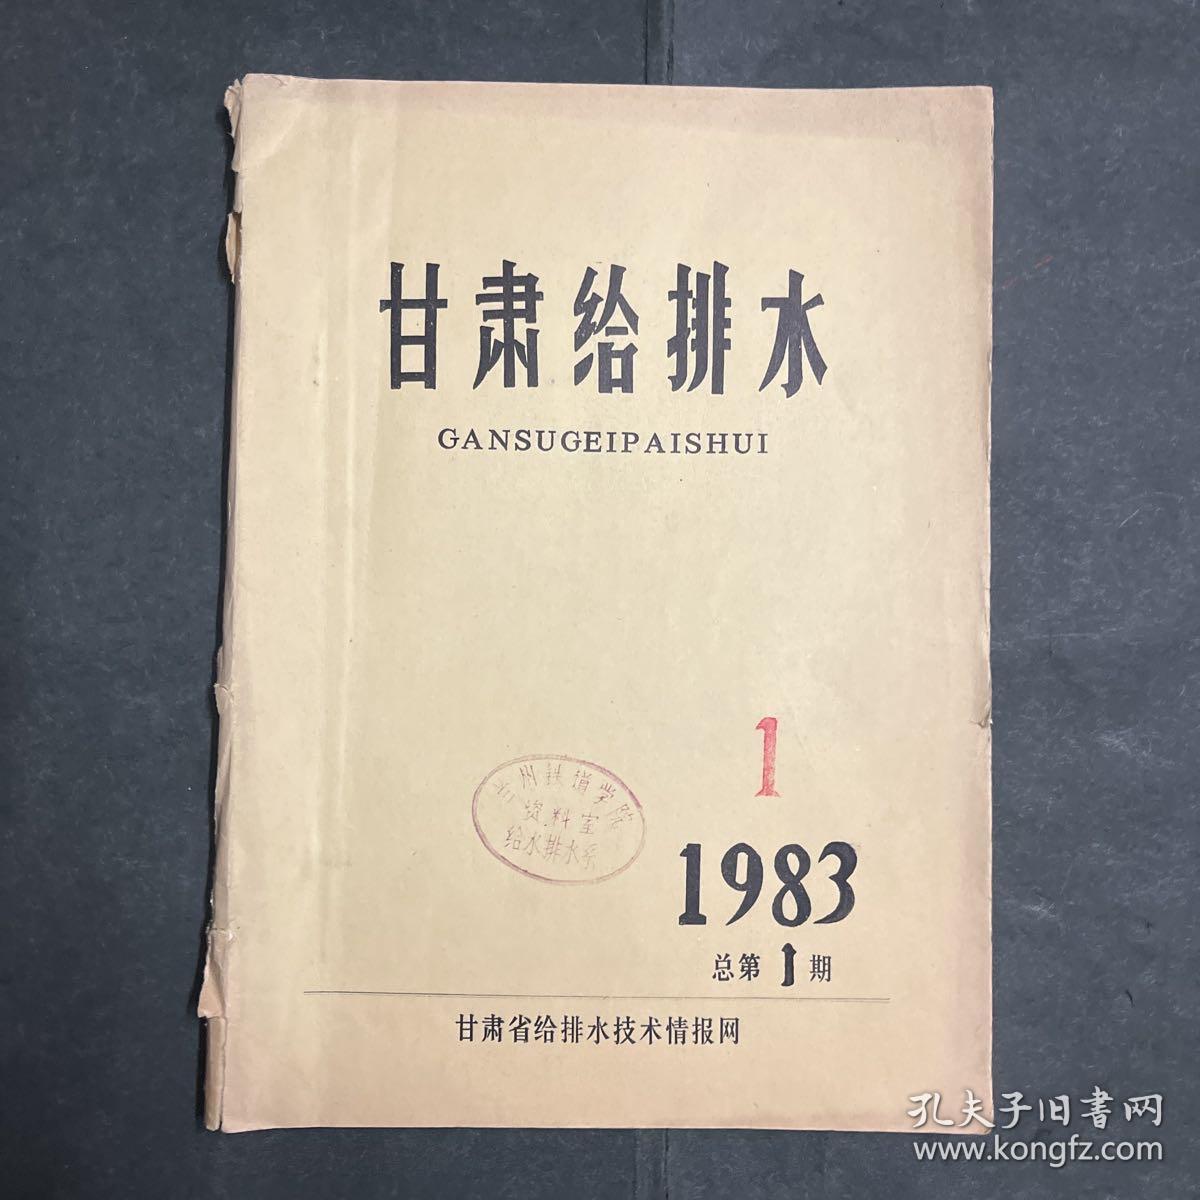 甘肃给排水
GANSUGEIPAISHUI
1
兰州铁道学院
资料室
给水排水系
1983
总第1期
甘肃省给排水技术情报网
孔夫子旧書网
www.kongfz.com